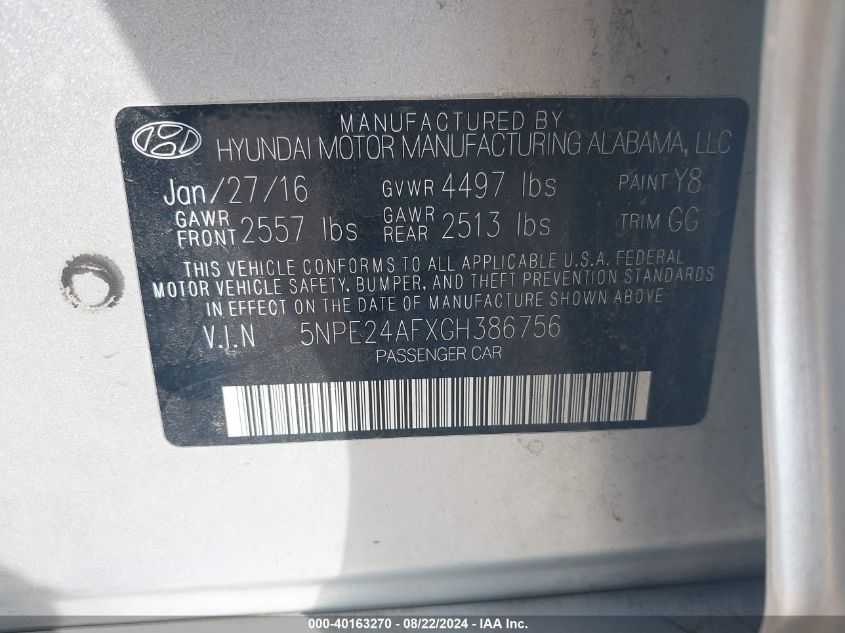 MANUFACTURED BY
HYUNDAI MOTOR MANUFACTURING ALABAMA, LLC
Jan/27/16 GVWR 4497 lbs PAINT Y8
GAWR FRONT 2557 lbs GAWR REAR 2513 lbs TRIM GG
THIS VEHICLE CONFORMS TO ALL APPLICABLE U.S.A. FEDERAL
MOTOR VEHICLE SAFETY, BUMPER, AND THEFT PREVENTION STANDARDS
IN EFFECT ON THE DATE OF MANUFACTURE SHOWN ABOVE
V.I.N 5NPE24AFXGH386756
PASSENGER CAR
000-40163270 - 08/22/2024 - IAA Inc.